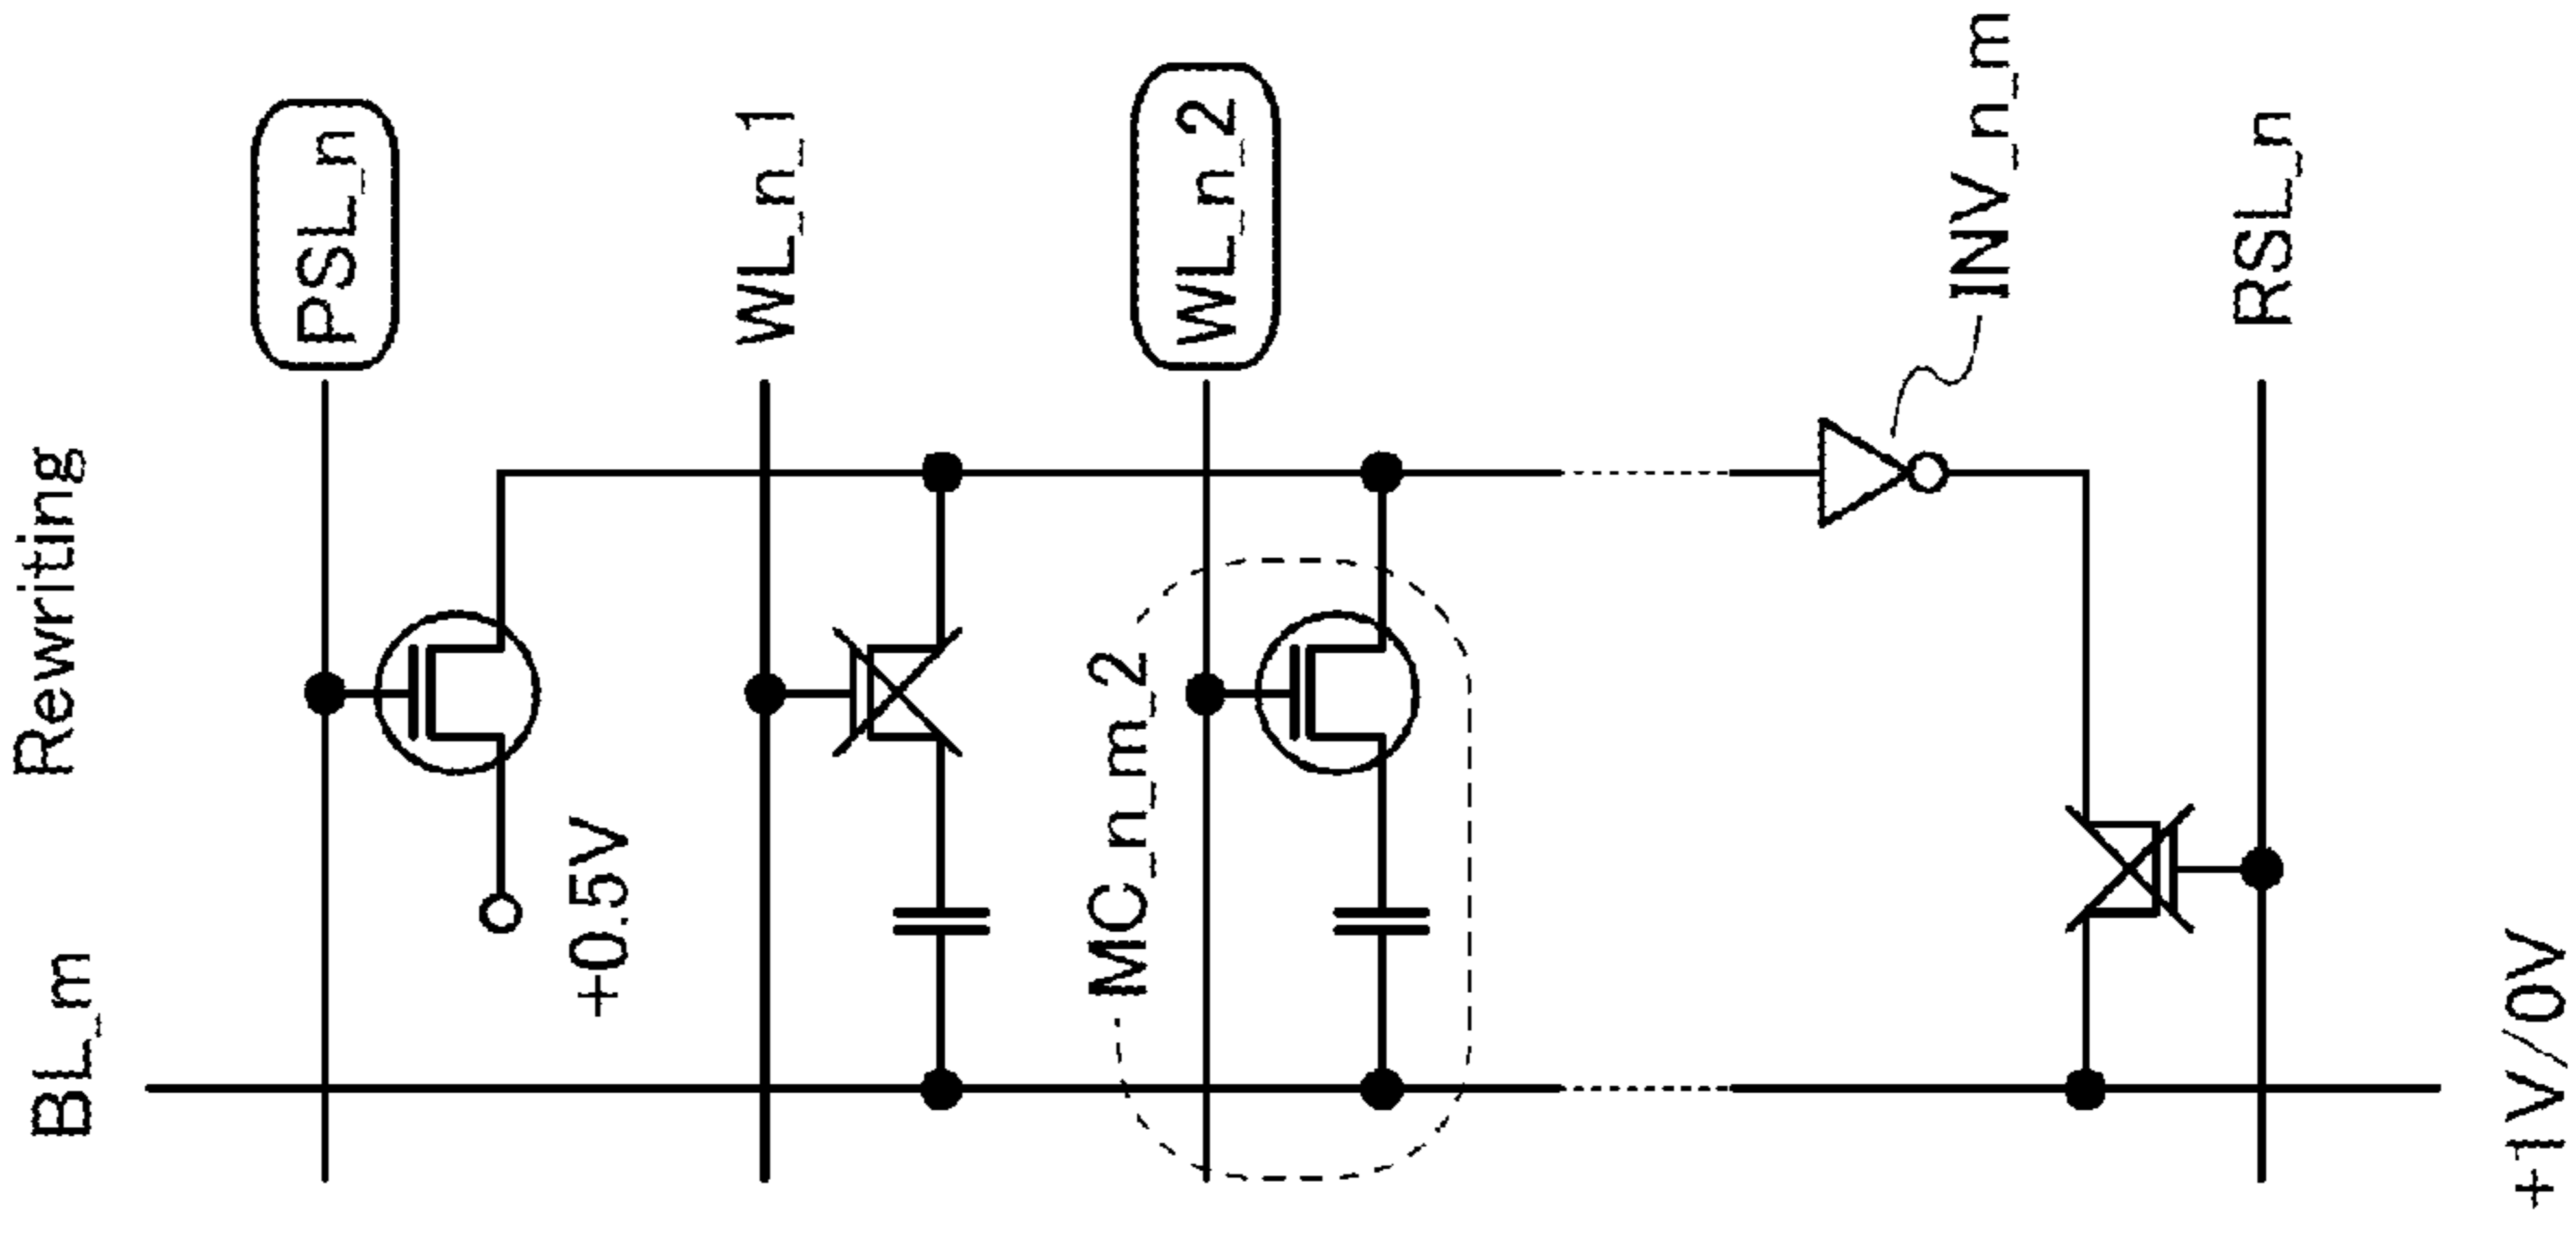 Rewriting
BL_m
PSL_n
+0.5V
WL_n_1
MC_n_m_2
WL_n_2
INV_n_m
RSL_n
+1V/0V